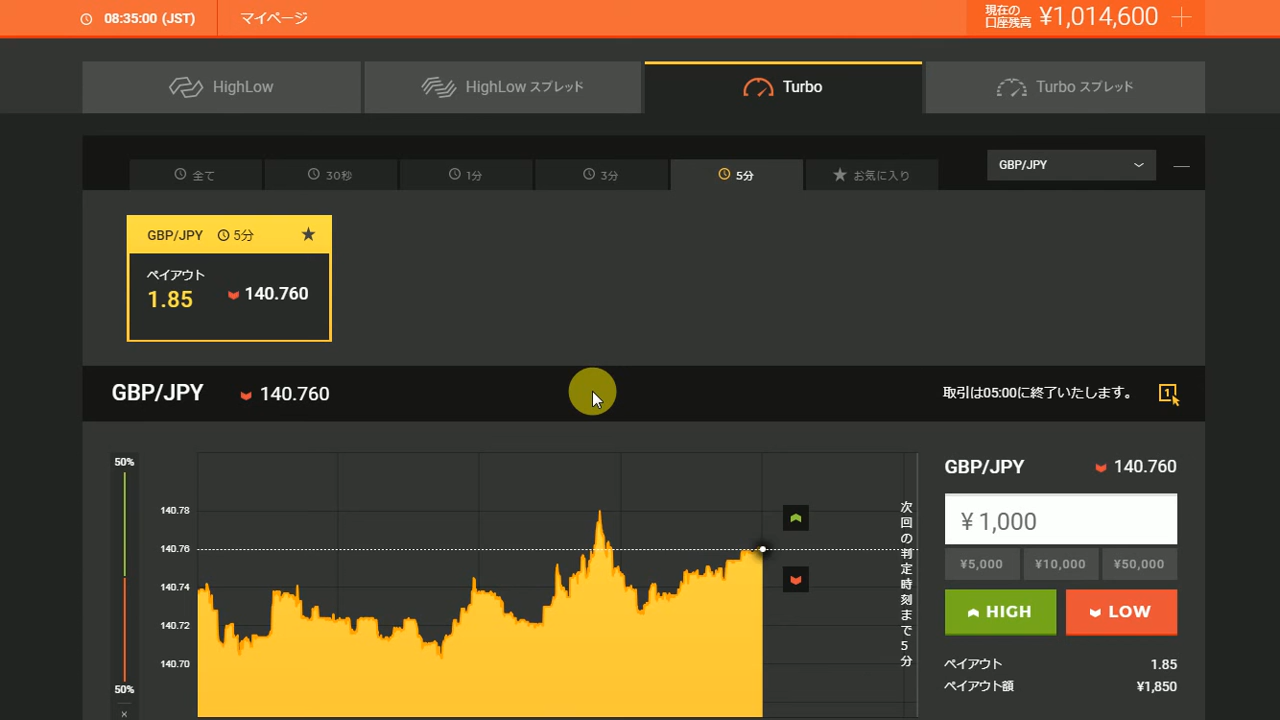 08:35:00 (JST)
マイページ
現在の
口座残高
¥1,014,600
HighLow
HighLow スプレッド
Turbo
Turbo スプレッド
全て
30秒
1分
3分
5分
お気に入り
GBP/JPY
GBP/JPY 5分
ペイアウト
1.85
140.760
GBP/JPY 140.760
取引は05:00に終了いたします。
1
50%
50%
×
140.78
140.76
140.74
140.72
140.70
次回の判定時刻まで5分
GBP/JPY 140.760
¥ 1,000
¥5,000 ¥10,000 ¥50,000
HIGH LOW
ペイアウト 1.85
ペイアウト額 ¥1,850